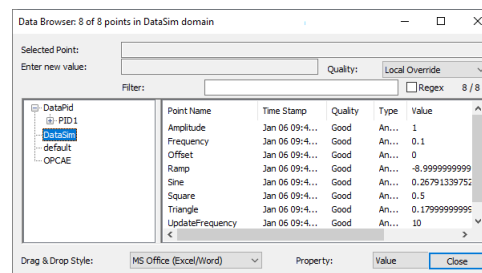 Data Browser: 8 of 8 points in DataSim domain
Selected Point:
Enter new value: Quality: Local Override
Filter: Regex 8 / 8
DataPid
PID1
DataSim
default
OPCAE
Point Name Time Stamp Quality Type Value
Amplitude Jan 06 09:4... Good An... 1
Frequency Jan 06 09:4... Good An... 0.1
Offset Jan 06 09:4... Good An... 0
Ramp Jan 06 09:4... Good An... -8.9999999999
Sine Jan 06 09:4... Good An... 0.26791339752
Square Jan 06 09:4... Good An... 0.5
Triangle Jan 06 09:4... Good An... 0.17999999999
UpdateFrequency Jan 06 09:4... Good An... 10
Drag & Drop Style: MS Office (Excel/Word) Property: Value Close